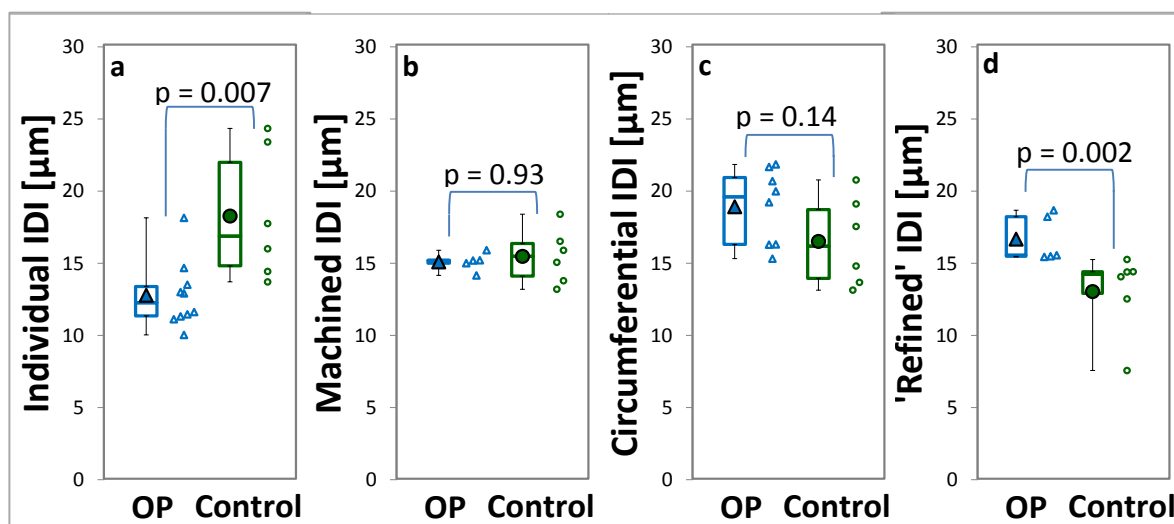 Individual IDI [µm]
a
30
25
20
15
10
5
0
p = 0.007
OP Control
Machined IDI [µm]
b
30
25
20
15
10
5
0
p = 0.93
OP Control
Circumferential IDI [µm]
c
30
25
20
15
10
5
0
p = 0.14
OP Control
'Refined' IDI [µm]
d
30
25
20
15
10
5
0
p = 0.002
OP Control